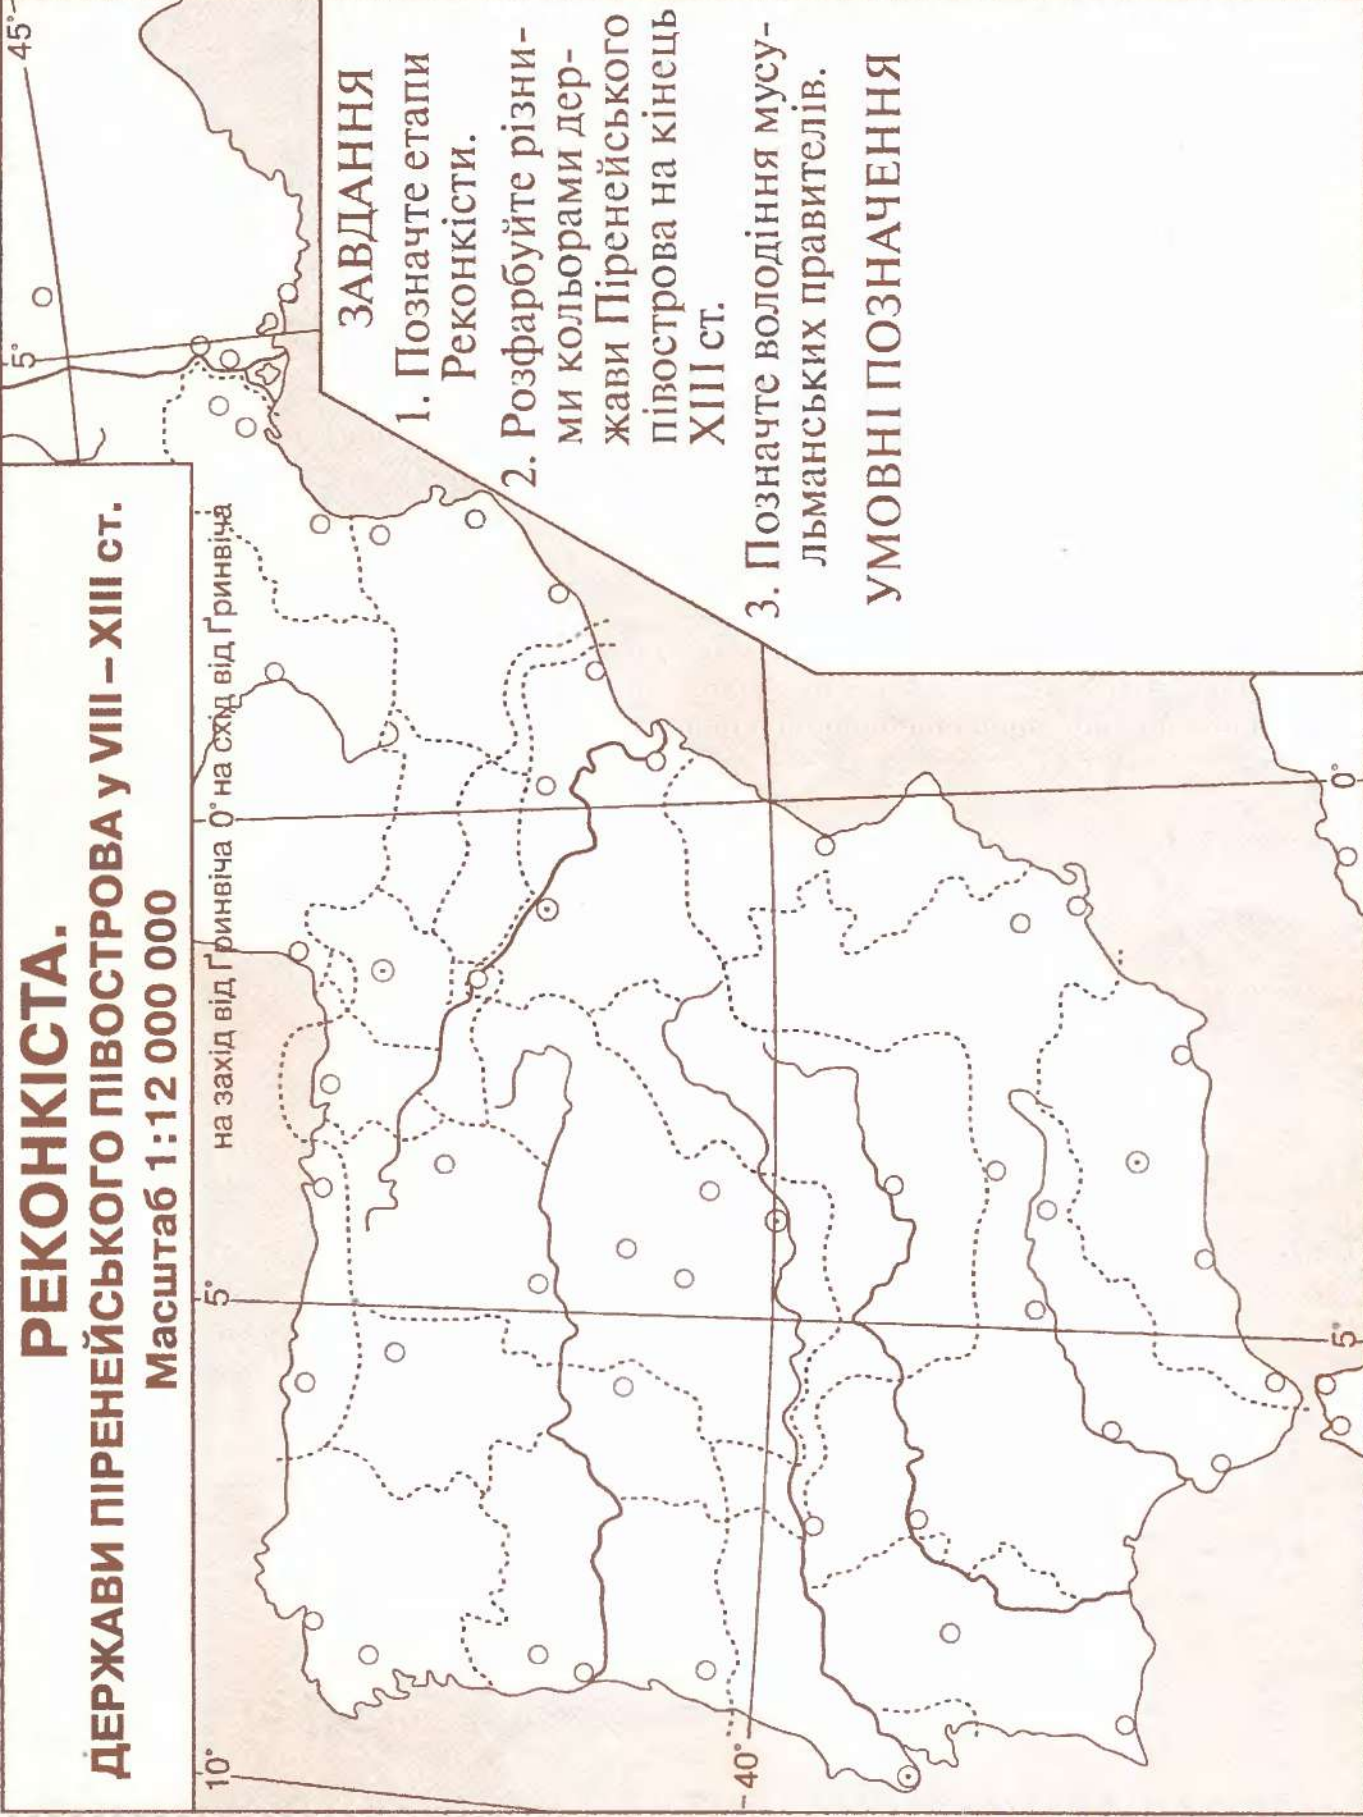 РЕКОНКІСТА.
ДЕРЖАВИ ПІРЕНЕЙСЬКОГО ПІВОСТРОВА у VIII – XIII ст.
Масштаб 1 : 12 000 000
10°
5°
на захід від Ґринвіча 0° на схід від Ґринвіча
5°
45°
40°
5°
0°
ЗАВДАННЯ
1. Позначте етапи
Реконкісти.
2. Розфарбуйте різни-
ми кольорами дер-
жави Піренейського
півострова на кінець
XIII ст.
3. Позначте володіння мусу-
льманських правителів.
УМОВНІ ПОЗНАЧЕННЯ